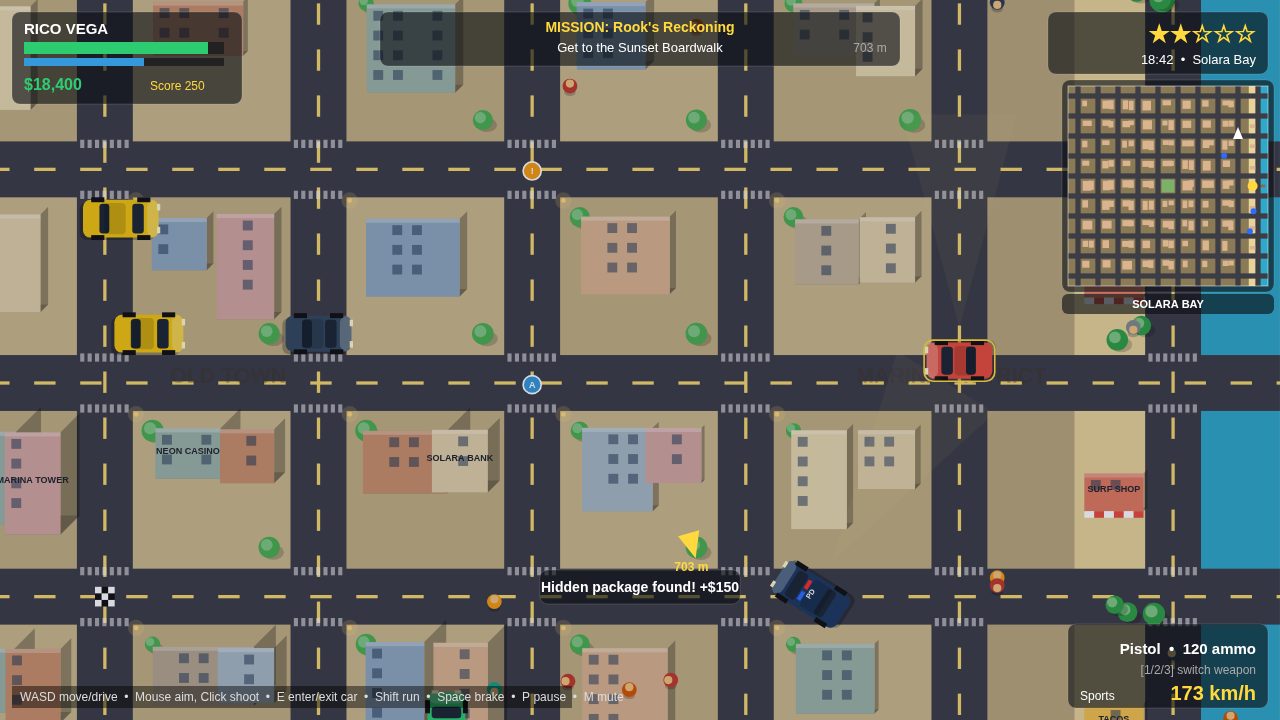 RICO VEGA
$18,400
Score 250
MISSION: Rook's Reckoning
Get to the Sunset Boardwalk
703 m
★★☆☆☆
18:42 • Solara Bay
SOLARA BAY
!
OLD TOWN
A
NEON CASINO
SOLARA BANK
MARINA TOWER
SURF SHOP
703 m
Hidden package found! +$150
PD
Pistol • 120 ammo
[1/2/3] switch weapon
Sports
173 km/h
TACOS
WASD move/drive • Mouse aim. Click shoot • E enter/exit car • Shift run • Space brake • P pause • M mute